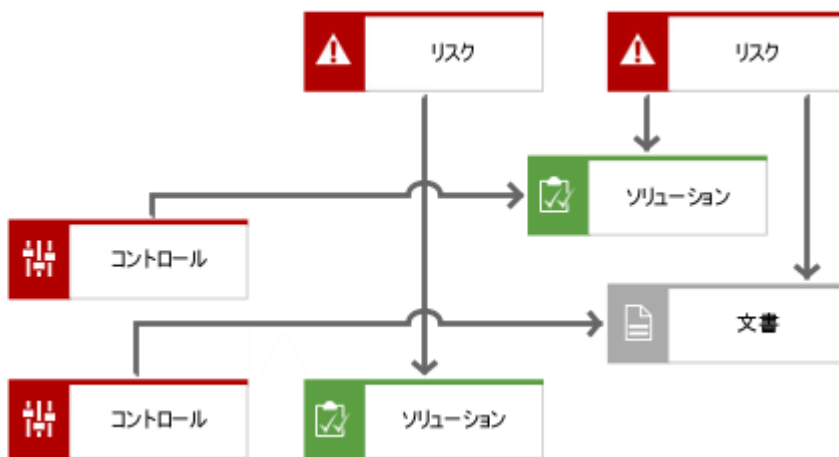 リスク
リスク
ソリューション
コントロール
文書
コントロール
ソリューション